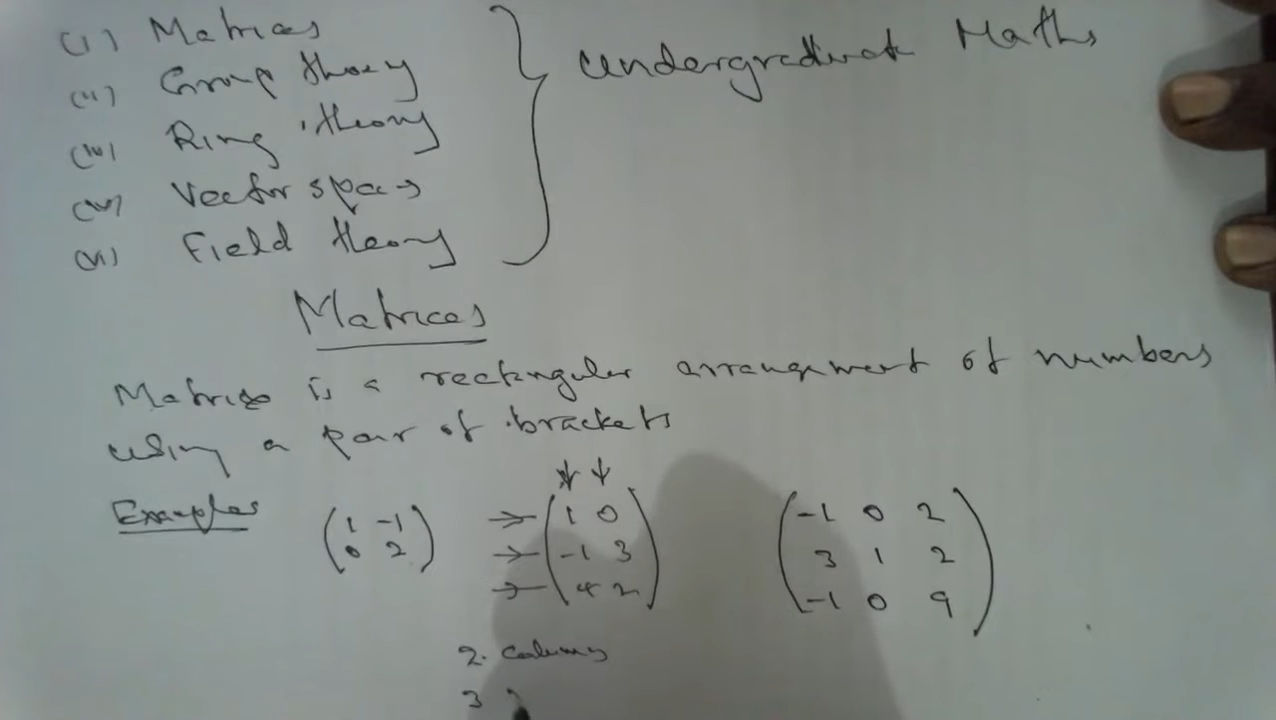 (i) Matrices
(ii) Group theory
(iii) Ring theory
(iv) Vector spaces
(v) Field theory
Undergraduate Maths
Matrices
Matrices is a rectangular arrangement of numbers
using a pair of brackets
Examples
1 -1
0 2
1 0
-1 3
4 2
-1 0 2
3 1 2
-1 0 9
2. columns
3